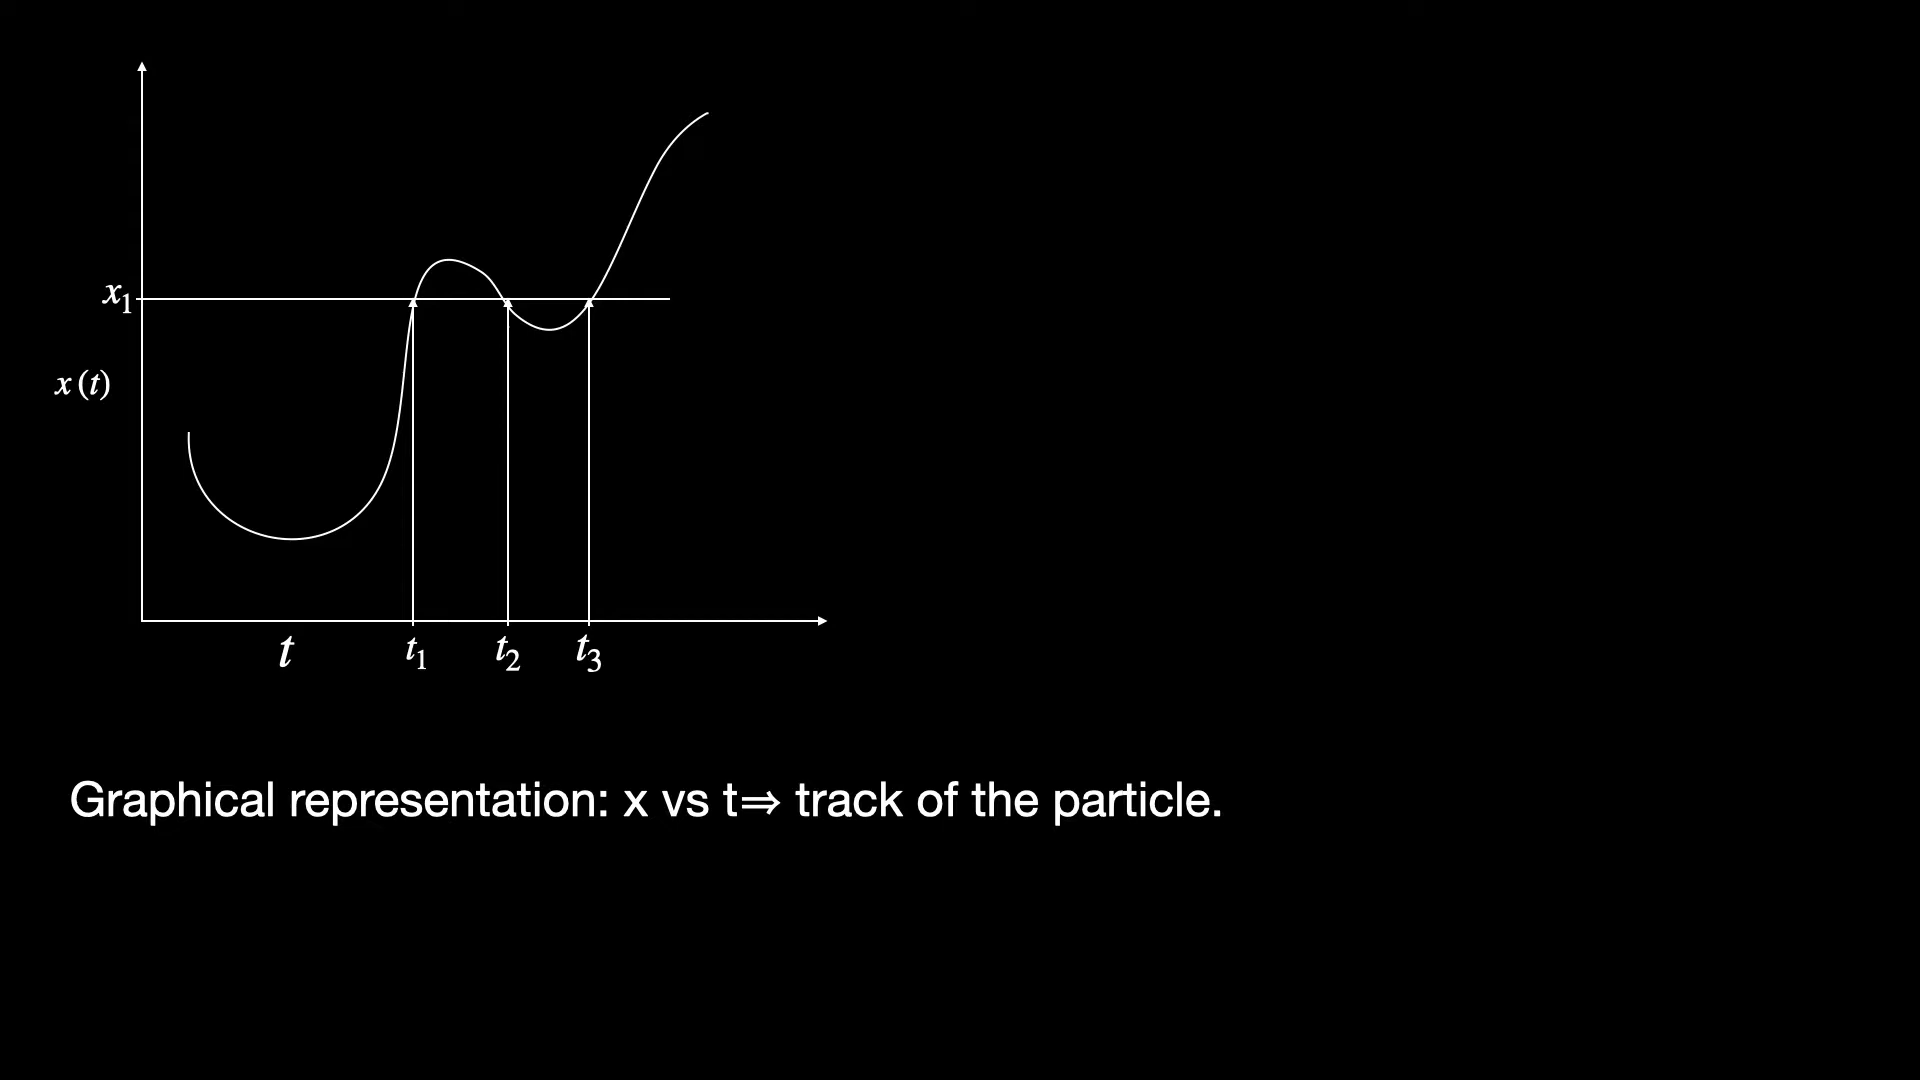 x₁
x (t)
t t₁ t₂ t₃
Graphical representation: x vs t⇒ track of the particle.